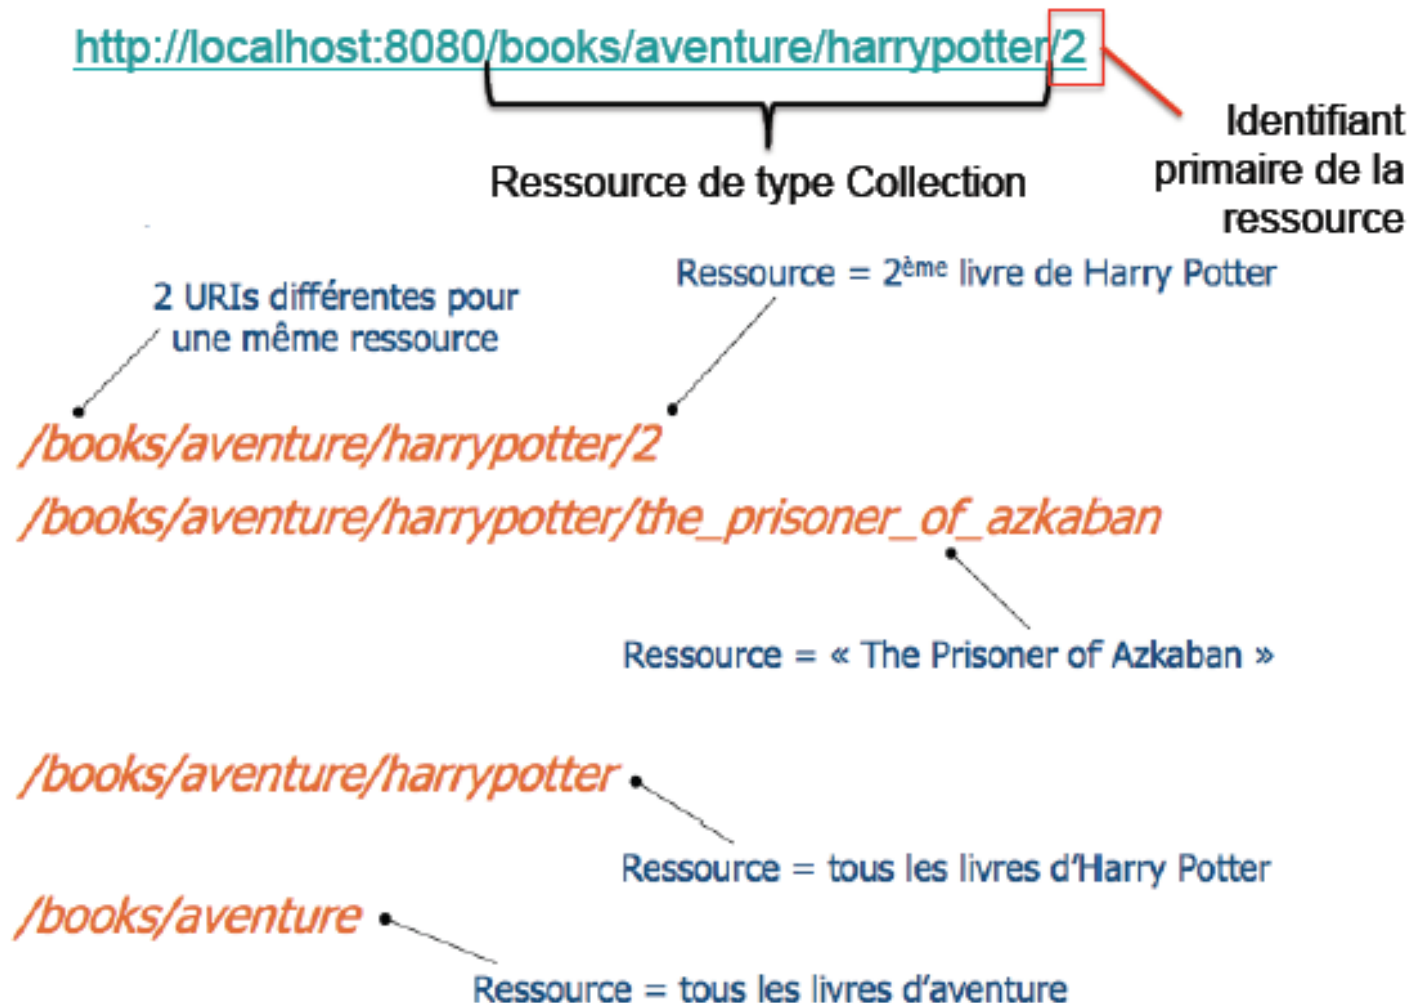 http://localhost:8080/books/aventure/harrypotter/2
Identifiant
primaire de la
ressource
Ressource de type Collection
Ressource = 2ème livre de Harry Potter
2 URIs différentes pour
une même ressource
/books/aventure/harrypotter/2
/books/aventure/harrypotter/the_prisoner_of_azkaban
Ressource = « The Prisoner of Azkaban »
/books/aventure/harrypotter
Ressource = tous les livres d'Harry Potter
/books/aventure
Ressource = tous les livres d'aventure